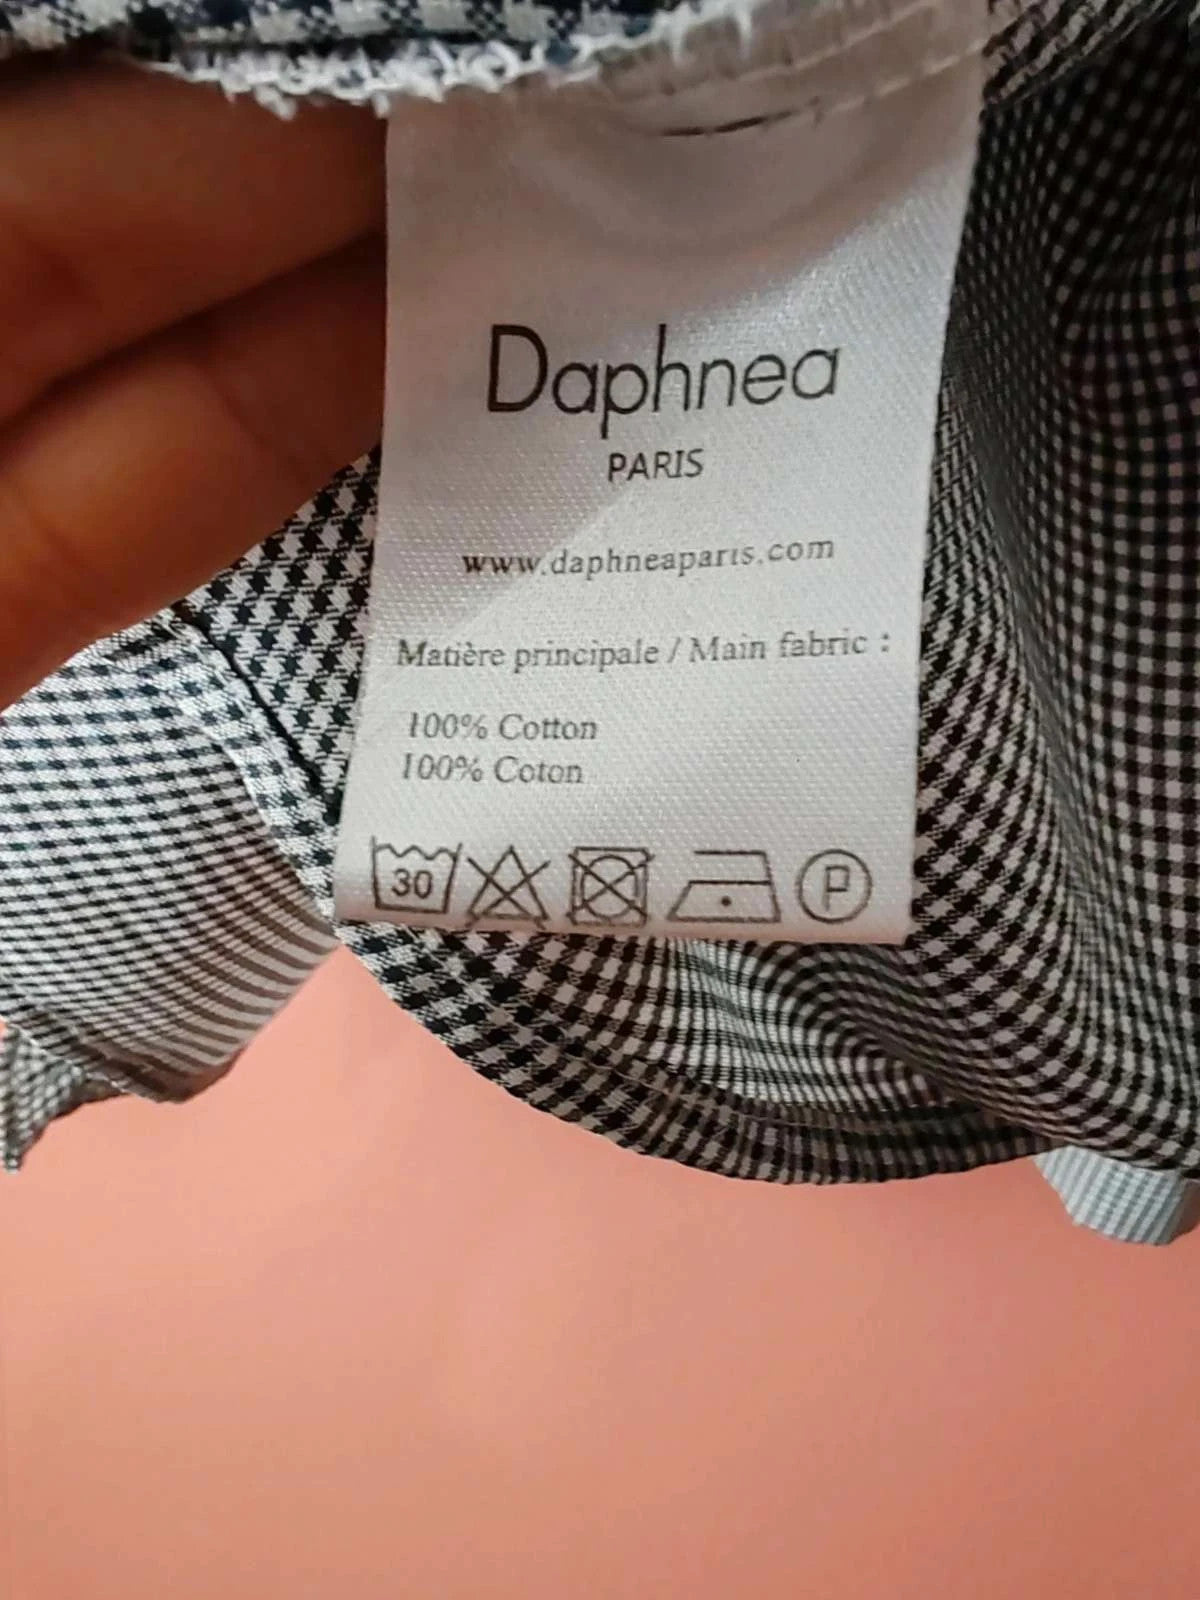 Daphnea
PARIS
www.daphneaparis.com
Matière principale / Main fabric :
100% Cotton
100% Coton
30
P